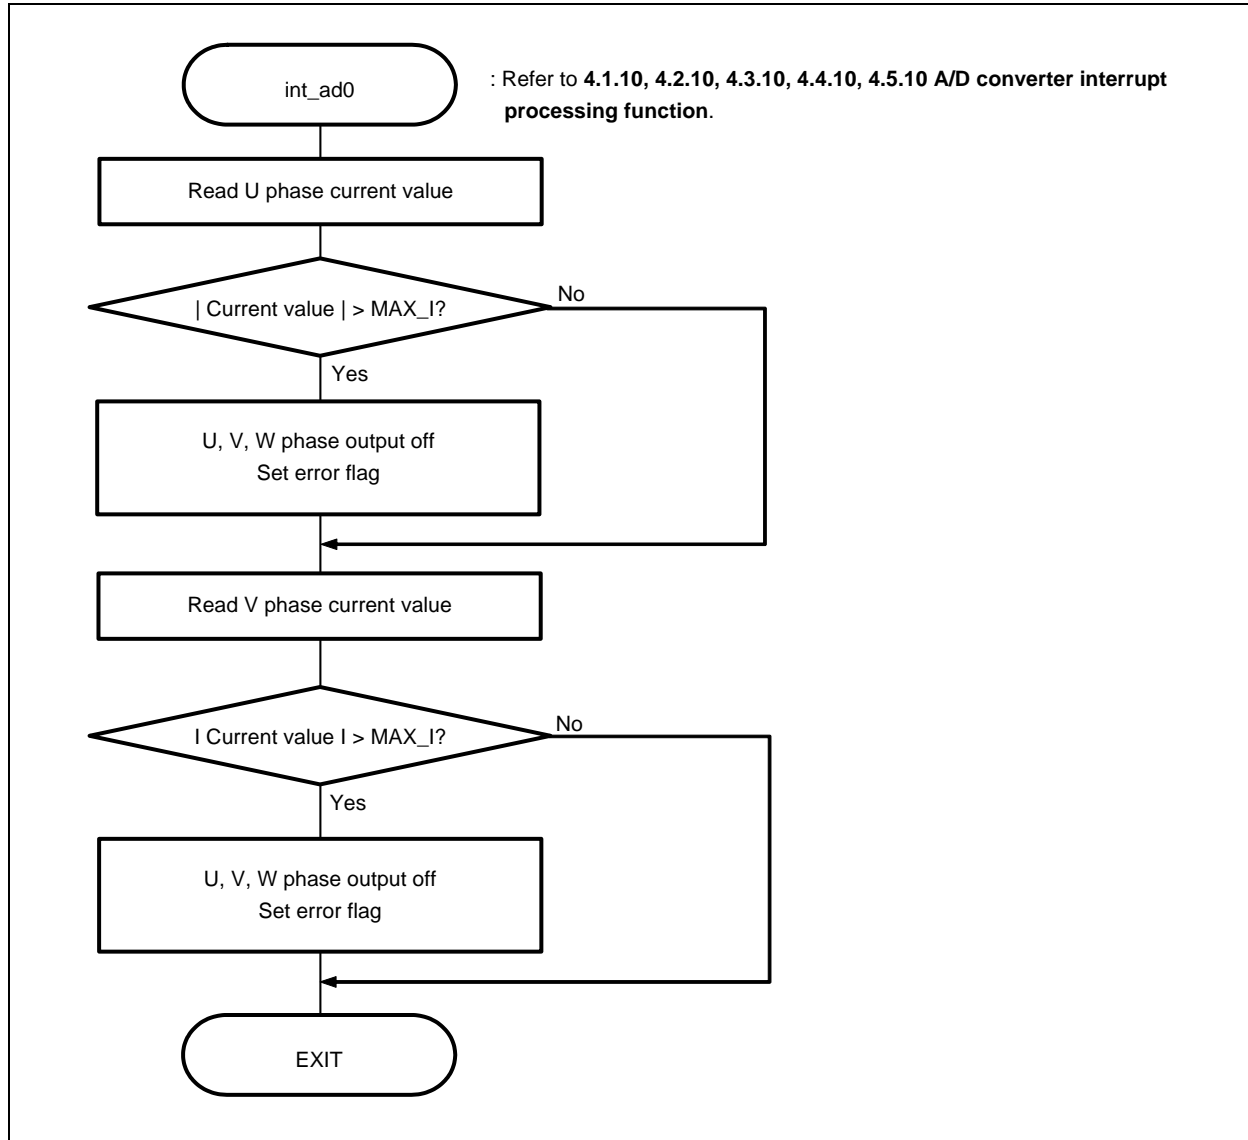 int_ad0
: Refer to 4.1.10, 4.2.10, 4.3.10, 4.4.10, 4.5.10 A/D converter interrupt
processing function.
Read U phase current value
| Current value | > MAX_I?
No
Yes
U, V, W phase output off
Set error flag
Read V phase current value
I Current value I > MAX_I?
No
Yes
U, V, W phase output off
Set error flag
EXIT